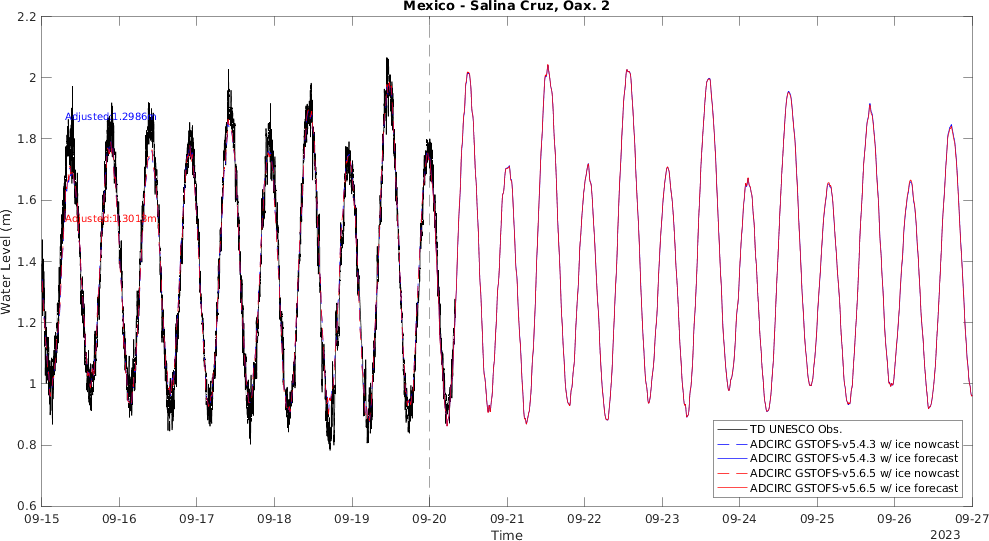 Mexico - Salina Cruz, Oax. 2
Water Level (m)
2.2
2
1.8
1.6
1.4
1.2
1
0.8
0.6
Adjusted:1.2986m
Adjusted:1.3013m
TD UNESCO Obs.
ADCIRC GSTOFS-v5.4.3 w/ ice nowcast
ADCIRC GSTOFS-v5.4.3 w/ ice forecast
ADCIRC GSTOFS-v5.6.5 w/ ice nowcast
ADCIRC GSTOFS-v5.6.5 w/ ice forecast
09-15 09-16 09-17 09-18 09-19 09-20 09-21 09-22 09-23 09-24 09-25 09-26 09-27
Time
2023